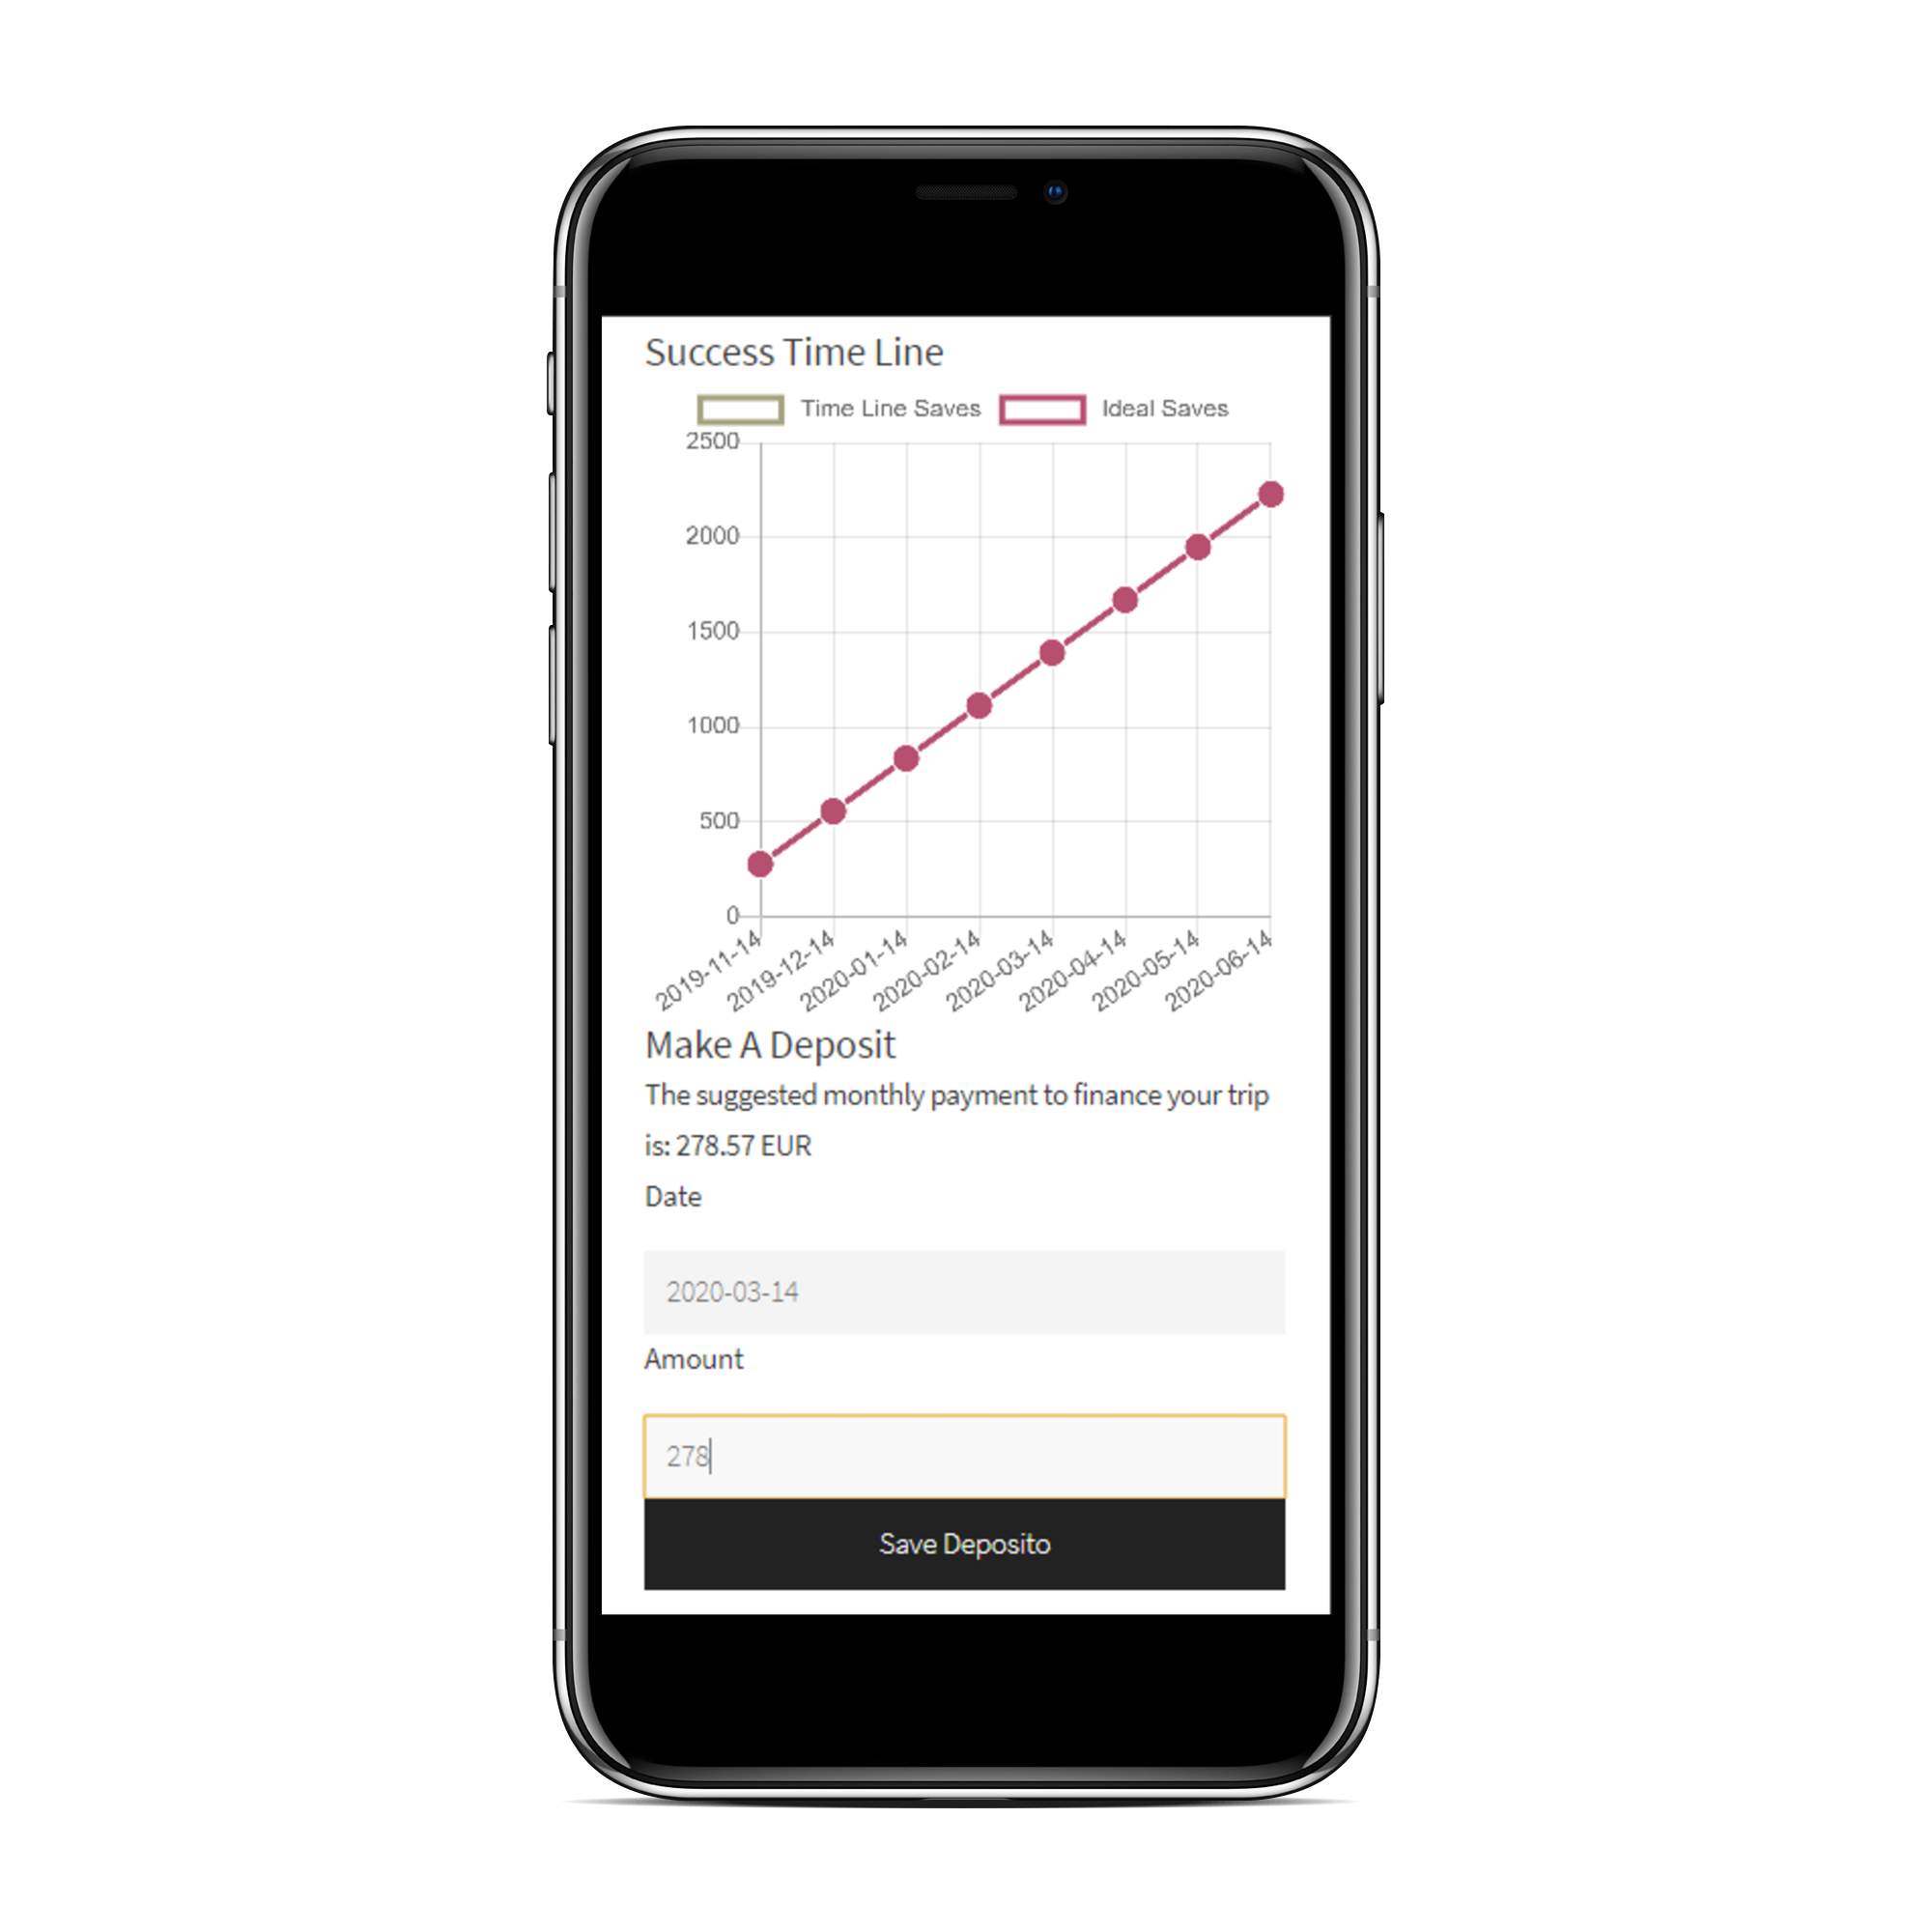 Success Time Line
Time Line Saves Ideal Saves
2500
2000
1500
1000
500
0
2019-11-14 2019-12-14 2020-01-14 2020-02-14 2020-03-14 2020-04-14 2020-05-14 2020-06-14
Make A Deposit
The suggested monthly payment to finance your trip
is: 278.57 EUR
Date
2020-03-14
Amount
278
Save Deposito